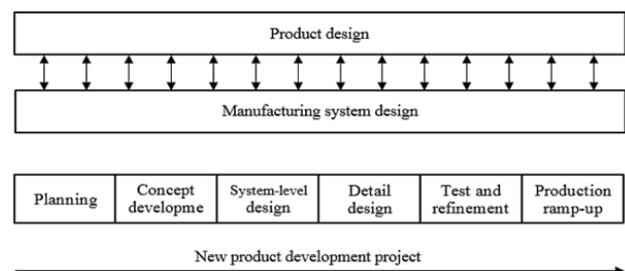 Product design
Manufacturing system design
Planning
Concept
developme
System-level
design
Detail
design
Test and
refinement
Production
ramp-up
New product development project